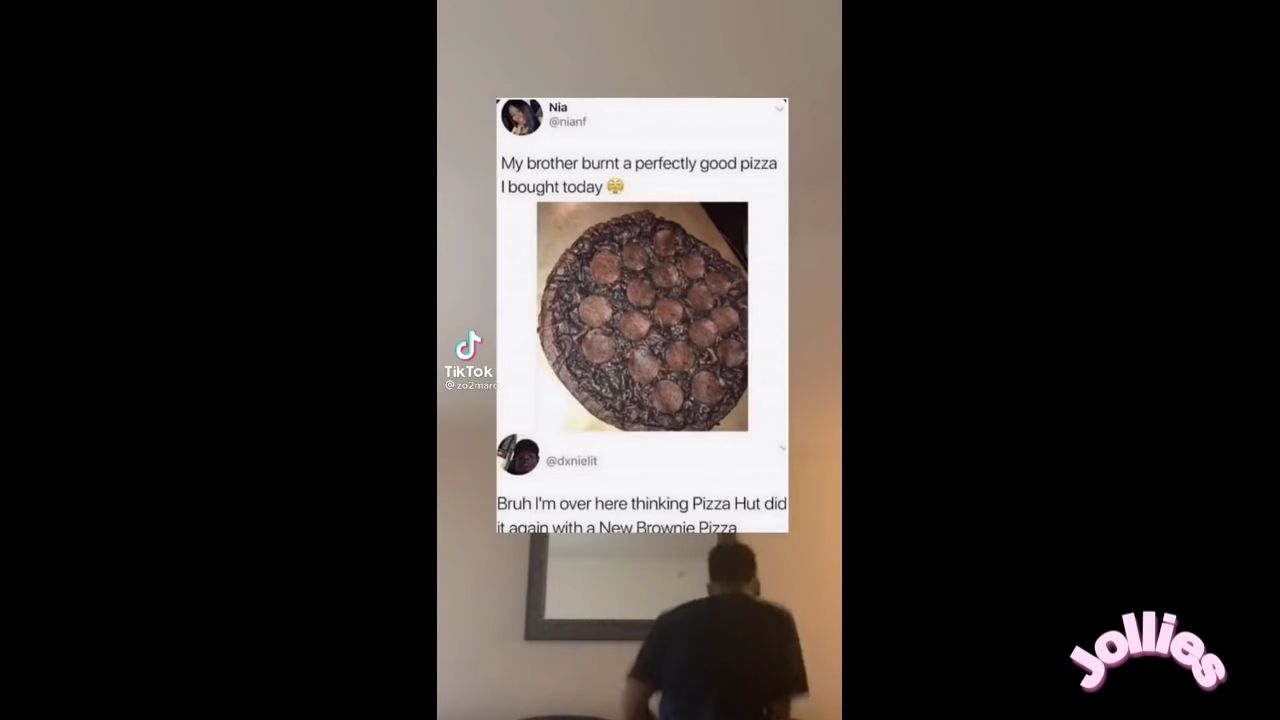 Nia
@nianf
My brother burnt a perfectly good pizza
I bought today
TikTok
@zo2marc
@dxnielit
Bruh I'm over here thinking Pizza Hut did
it again with a New Brownie Pizza
Jollies